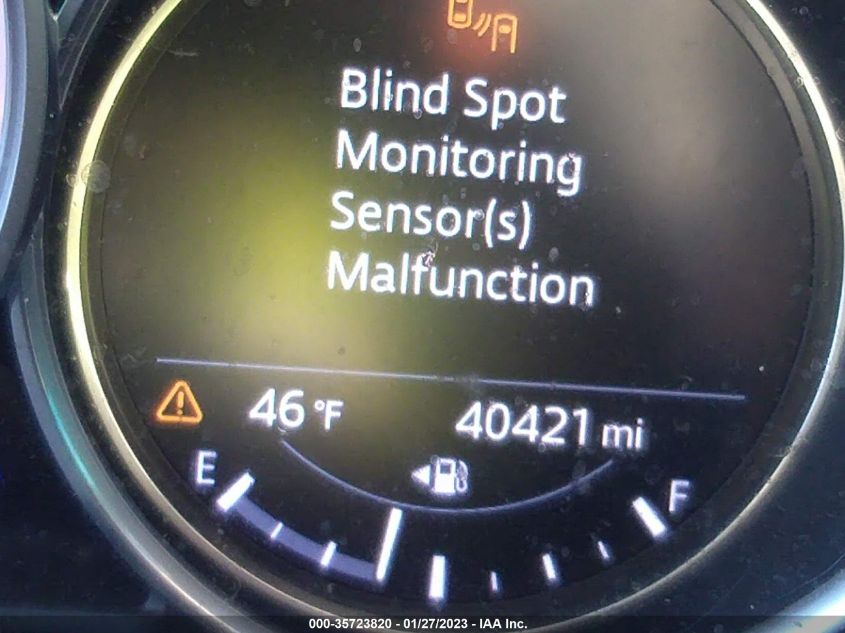 Blind Spot
Monitoring
Sensor(s)
Malfunction
46 °F 40421 mi
E F
000-35723820 - 01/27/2023 - IAA Inc.